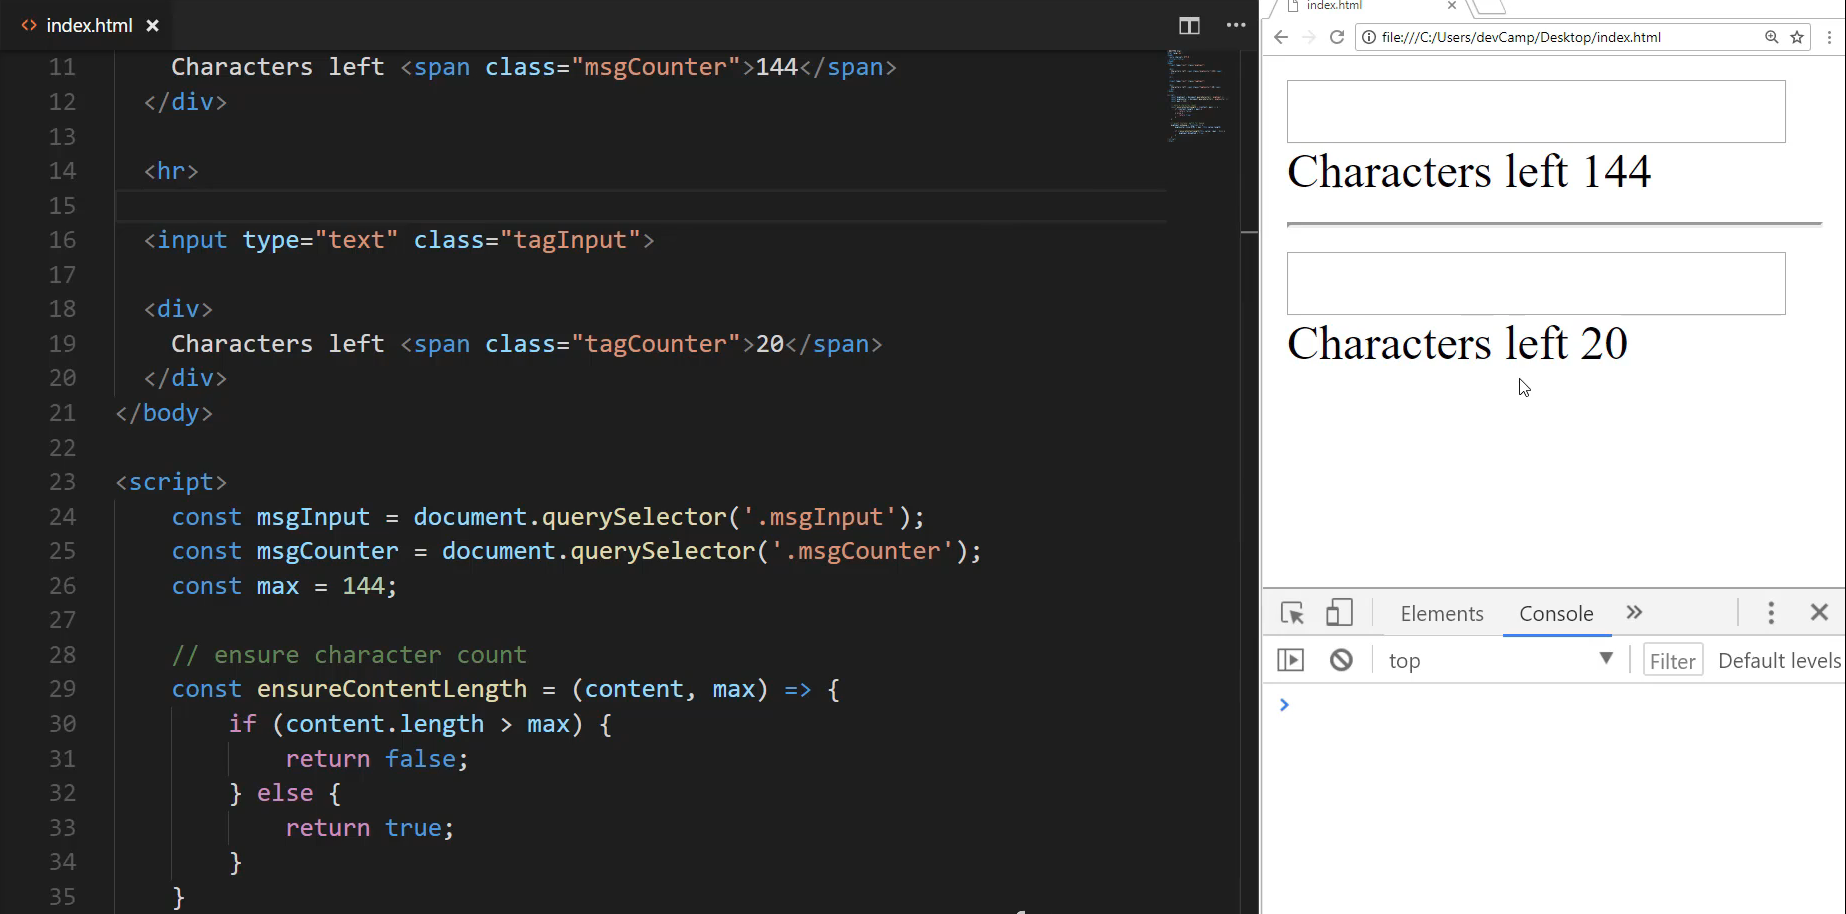 <> index.html ×
11 Characters left <span class="msgCounter">144</span>
12 </div>
13
14 <hr>
15
16 <input type="text" class="tagInput">
17
18 <div>
19 Characters left <span class="tagCounter">20</span>
20 </div>
21 </body>
22
23 <script>
24 const msgInput = document.querySelector('.msgInput');
25 const msgCounter = document.querySelector('.msgCounter');
26 const max = 144;
27
28 // ensure character count
29 const ensureContentLength = (content, max) => {
30 if (content.length > max) {
31 return false;
32 } else {
33 return true;
34 }
35 }
index.html
file:///C:/Users/devCamp/Desktop/index.html
Characters left 144
Characters left 20
Elements Console »
top Filter Default levels